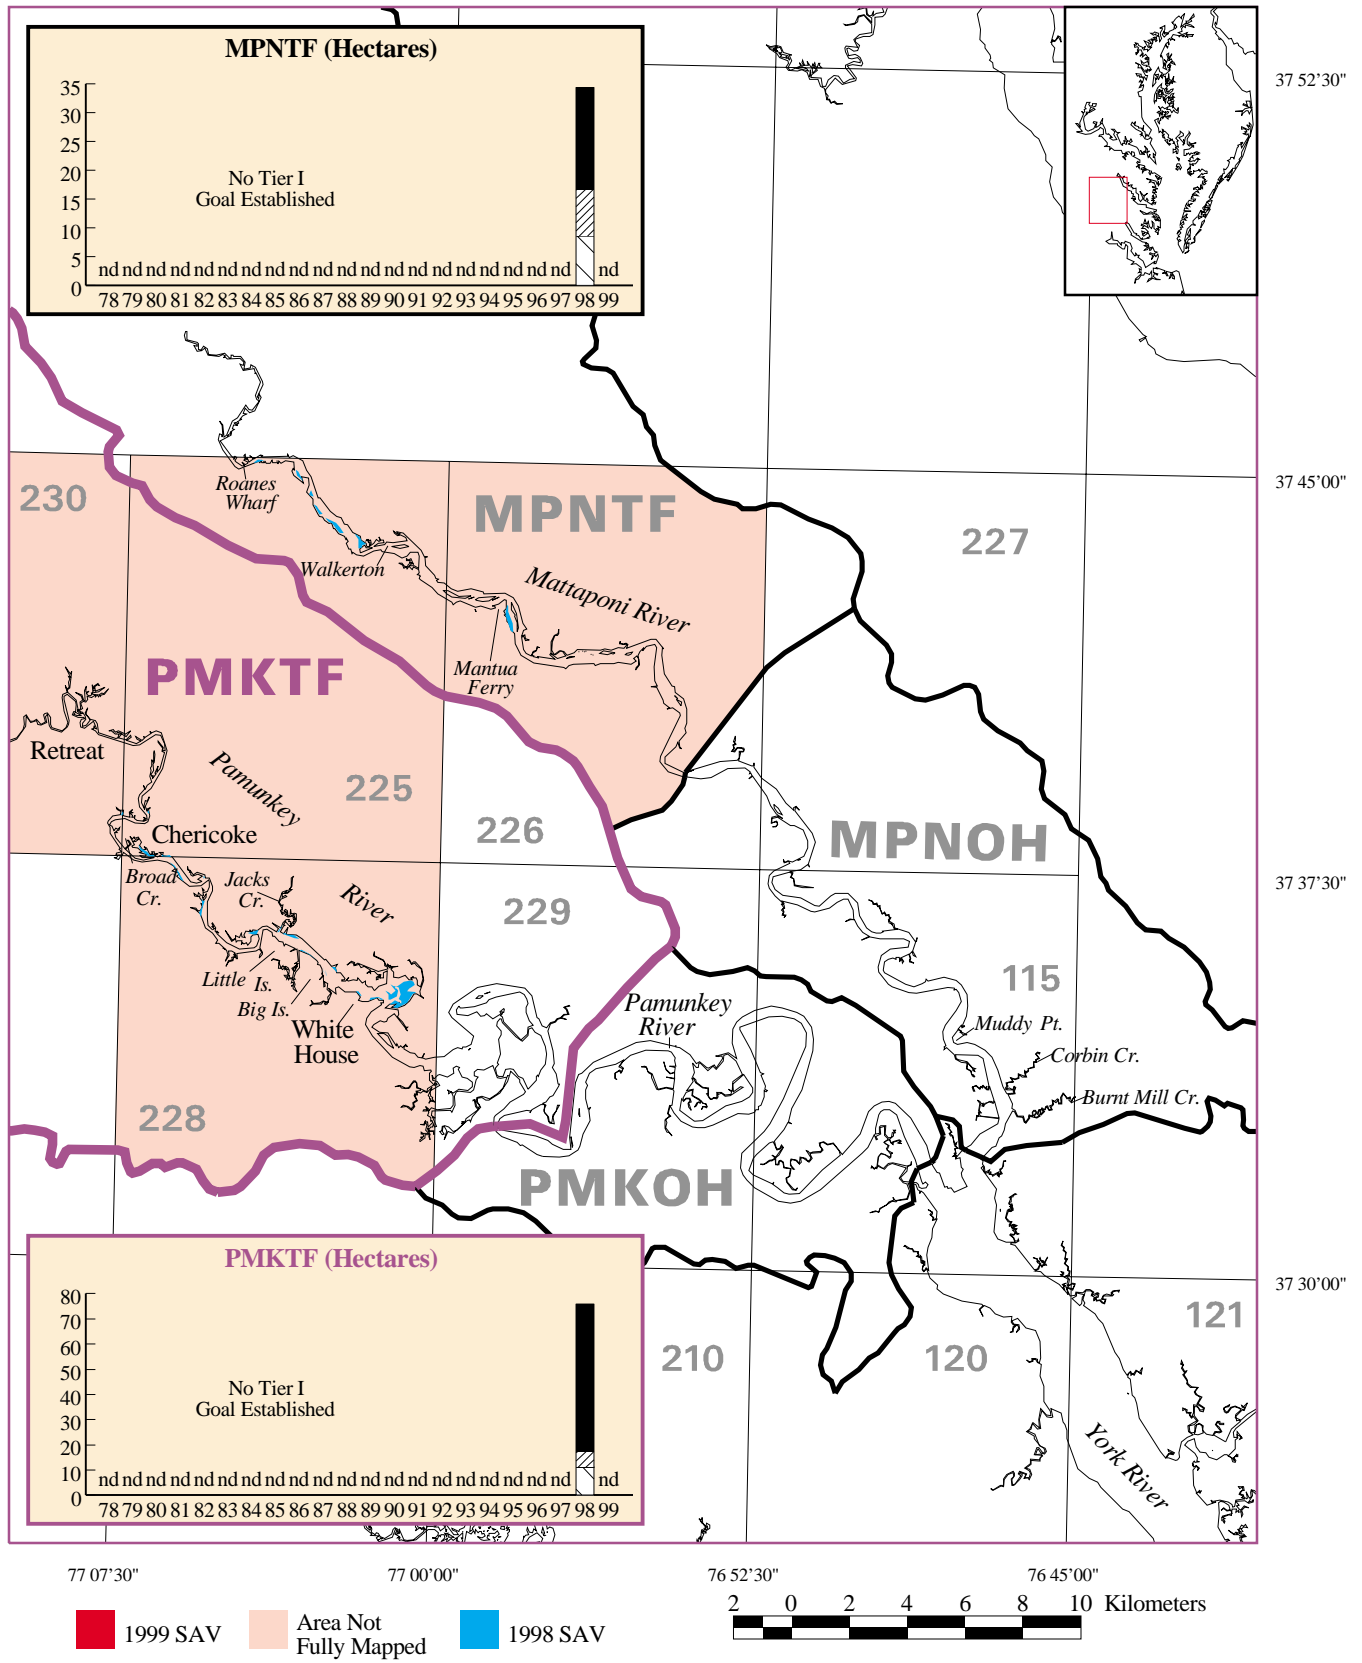 MPNTF (Hectares)
35
30
25
20
15
10
5
0
No Tier I
Goal Established
nd nd nd nd nd nd nd nd nd nd nd nd nd nd nd nd nd nd nd nd nd
78 79 80 81 82 83 84 85 86 87 88 89 90 91 92 93 94 95 96 97 98 99
37 52'30"
37 45'00"
37 37'30"
37 30'00"
230
Roanes
Wharf
MPNTF
227
Walkerton
Mattaponi River
Mantua
Ferry
PMKTF
Retreat
Pamunkey
225
Chericoke
226
MPNOH
Broad
Cr.
Jacks
Cr.
River
229
115
Little Is.
Big Is.
White
House
Pamunkey
River
Muddy Pt.
Corbin Cr.
Burnt Mill Cr.
228
PMKOH
121
210
120
York River
PMKTF (Hectares)
80
70
60
50
40
30
20
10
0
No Tier I
Goal Established
nd nd nd nd nd nd nd nd nd nd nd nd nd nd nd nd nd nd nd nd nd
78 79 80 81 82 83 84 85 86 87 88 89 90 91 92 93 94 95 96 97 98 99
77 07'30"
77 00'00"
76 52'30"
76 45'00"
1999 SAV
Area Not
Fully Mapped
1998 SAV
2 0 2 4 6 8 10 Kilometers